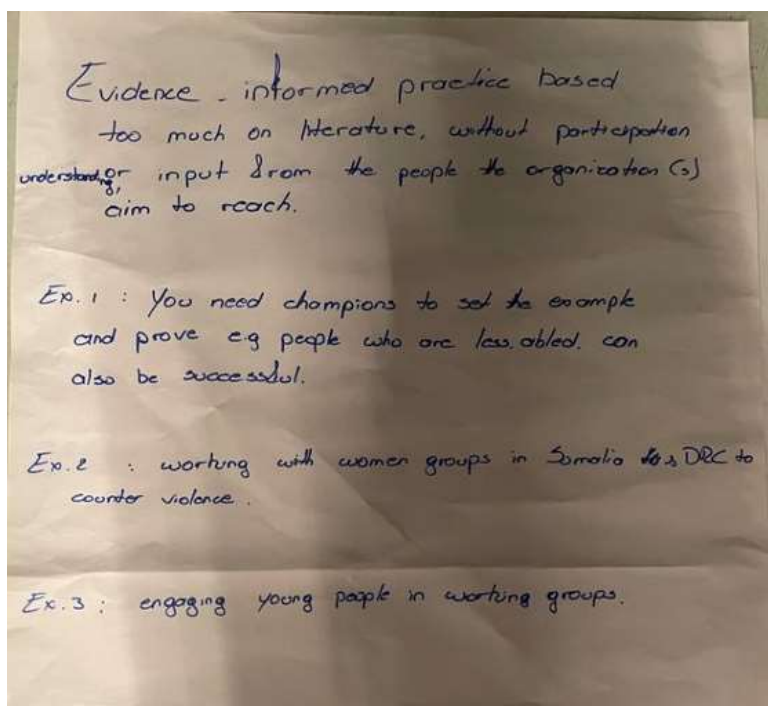 Evidence - informed practice based
too much on literature, without participation
understanding, or input from the people the organization(s)
aim to reach.
Ex. 1 : You need champions to set the example
and prove e.g people who are less. abled. can
also be successful.
Ex. 2 : working with women groups in Somalia DRC to
counter violence.
Ex. 3 : engaging young people in working groups.